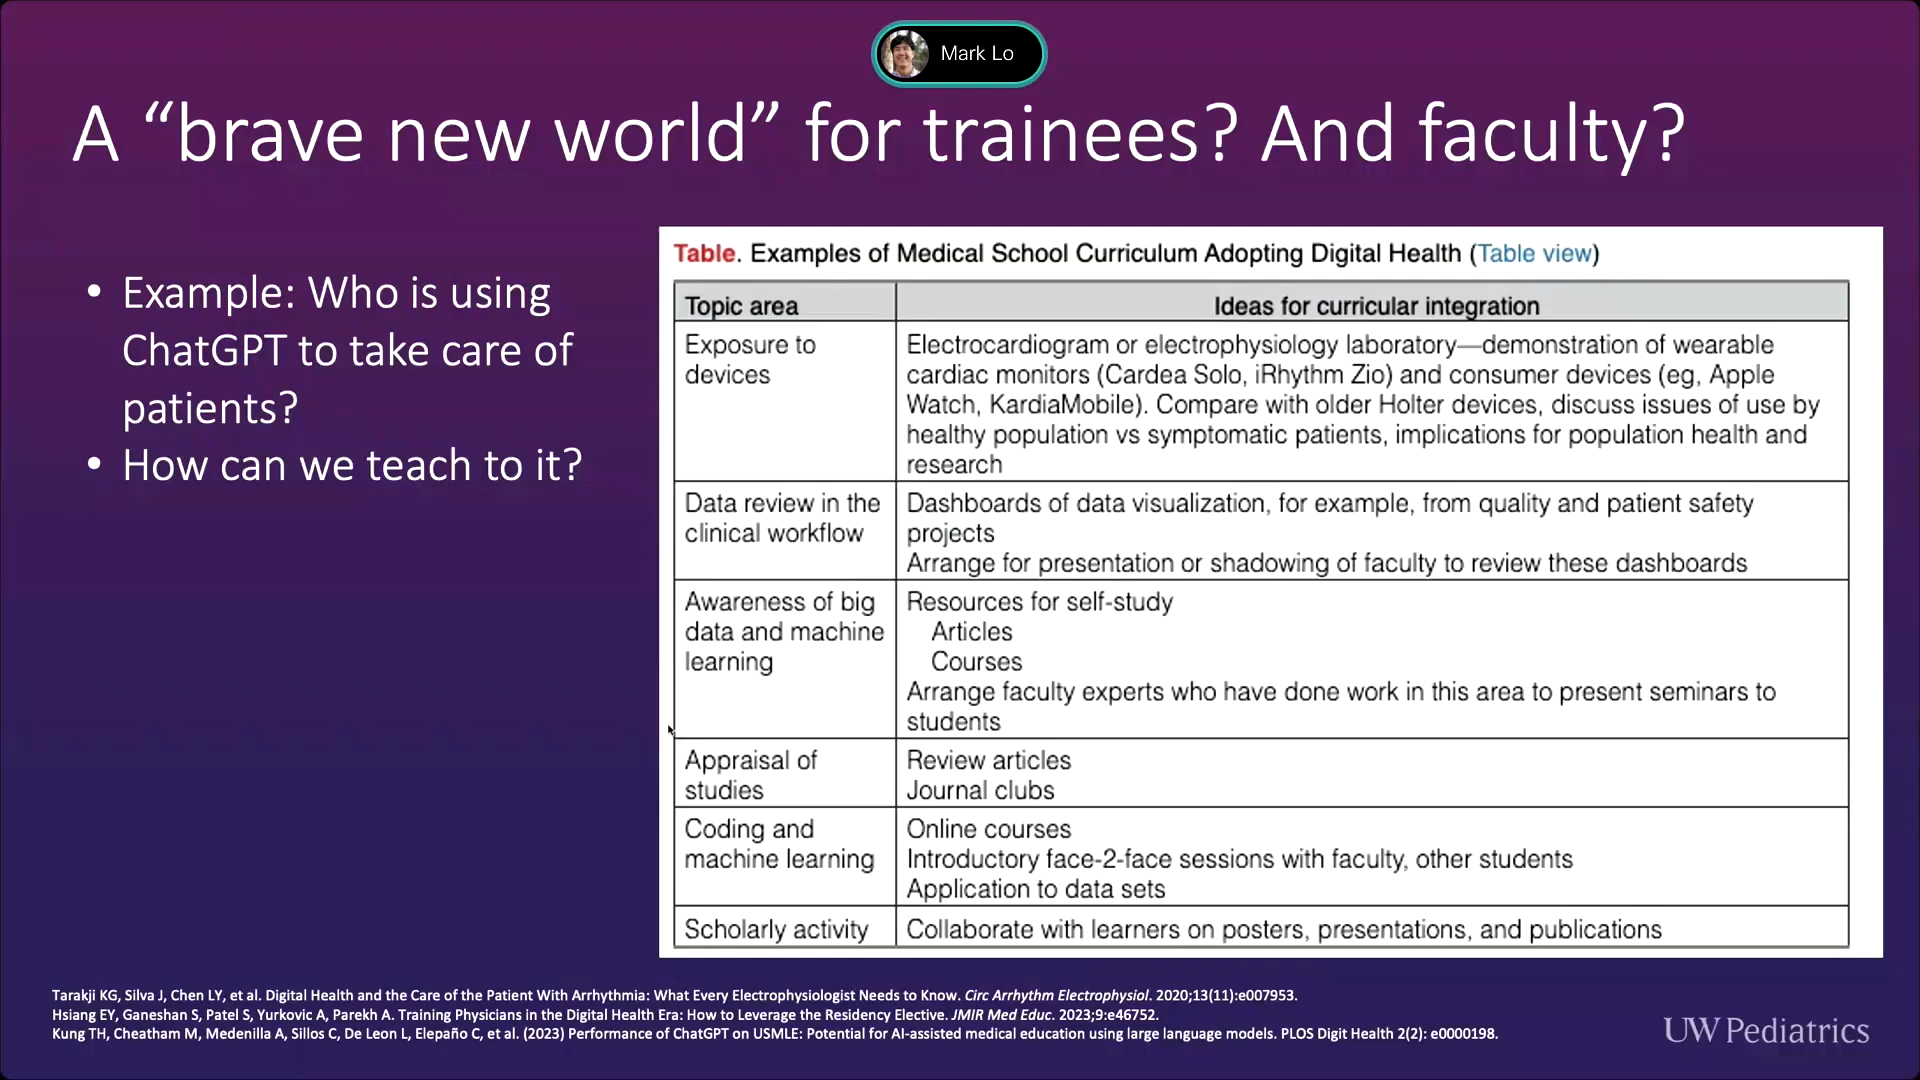 Mark Lo
A “brave new world” for trainees? And faculty?
• Example: Who is using
ChatGPT to take care of
patients?
• How can we teach to it?
Table. Examples of Medical School Curriculum Adopting Digital Health (Table view)
Topic area
Ideas for curricular integration
Exposure to
devices
Electrocardiogram or electrophysiology laboratory—demonstration of wearable
cardiac monitors (Cardea Solo, iRhythm Zio) and consumer devices (eg, Apple
Watch, KardiaMobile). Compare with older Holter devices, discuss issues of use by
healthy population vs symptomatic patients, implications for population health and
research
Data review in the
clinical workflow
Dashboards of data visualization, for example, from quality and patient safety
projects
Arrange for presentation or shadowing of faculty to review these dashboards
Awareness of big
data and machine
learning
Resources for self-study
Articles
Courses
Arrange faculty experts who have done work in this area to present seminars to
students
Appraisal of
studies
Review articles
Journal clubs
Coding and
machine learning
Online courses
Introductory face-2-face sessions with faculty, other students
Application to data sets
Scholarly activity
Collaborate with learners on posters, presentations, and publications
Tarakji KG, Silva J, Chen LY, et al. Digital Health and the Care of the Patient With Arrhythmia: What Every Electrophysiologist Needs to Know. Circ Arrhythm Electrophysiol. 2020;13(11):e007953.
Hsiang EY, Ganeshan S, Patel S, Yurkovic A, Parekh A. Training Physicians in the Digital Health Era: How to Leverage the Residency Elective. JMIR Med Educ. 2023;9:e46752.
Kung TH, Cheatham M, Medenilla A, Sillos C, De Leon L, Elepaño C, et al. (2023) Performance of ChatGPT on USMLE: Potential for AI-assisted medical education using large language models. PLOS Digit Health 2(2): e0000198.
UW Pediatrics